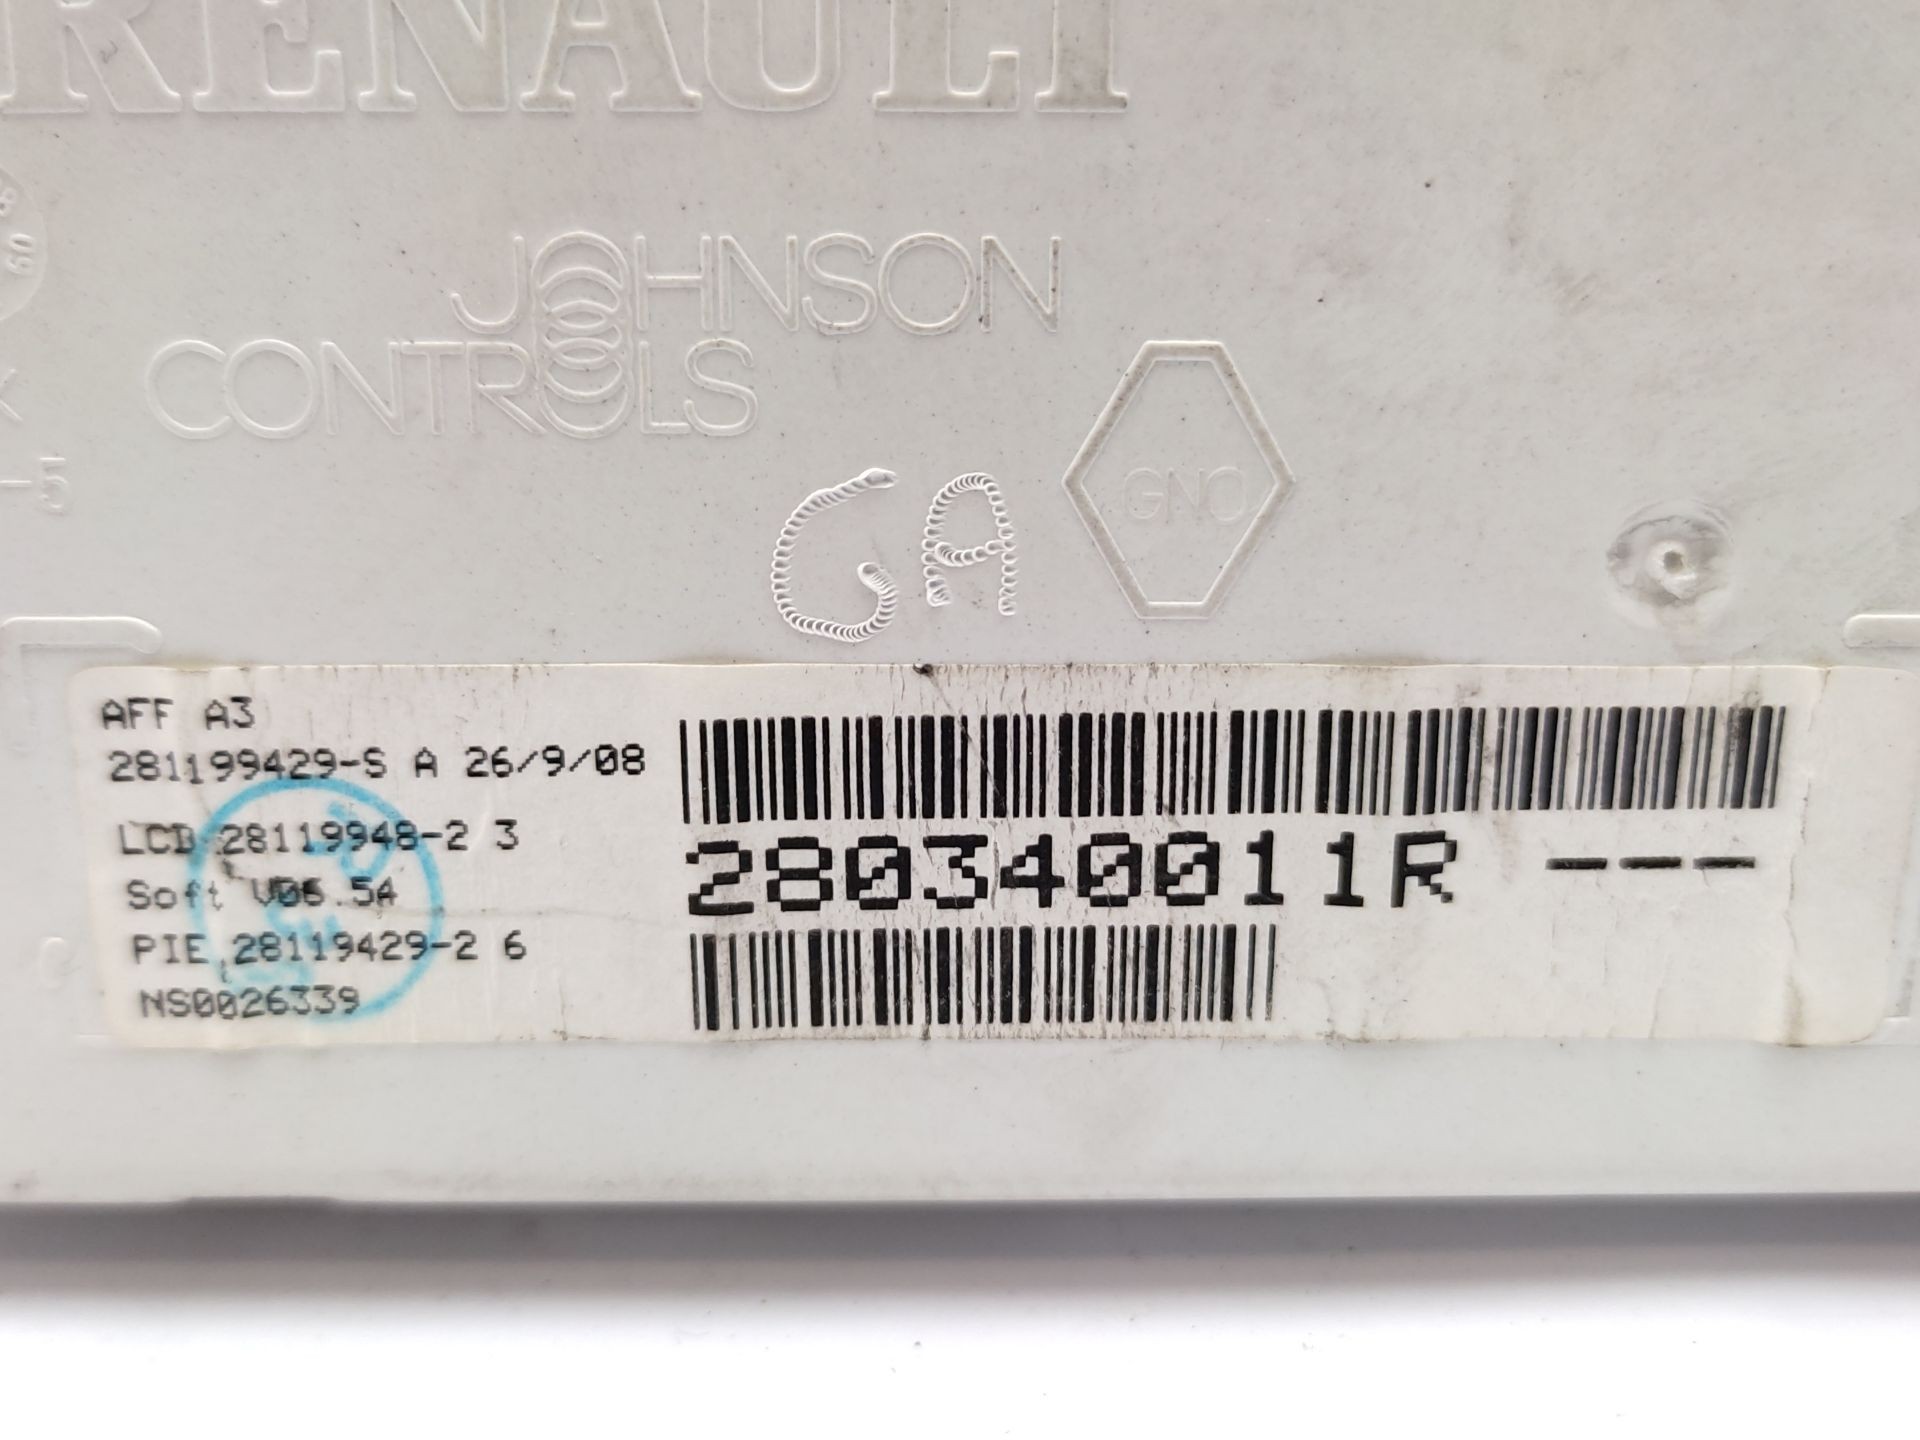 RENAULT
JOHNSON
CONTROLS
GNO
GA
-5
AFF A3
281199429-S A 26/9/08
LCD 28119948-2 3
Soft V06.5A
PIE 28119429-2 6
NS0026339
280340011R ---